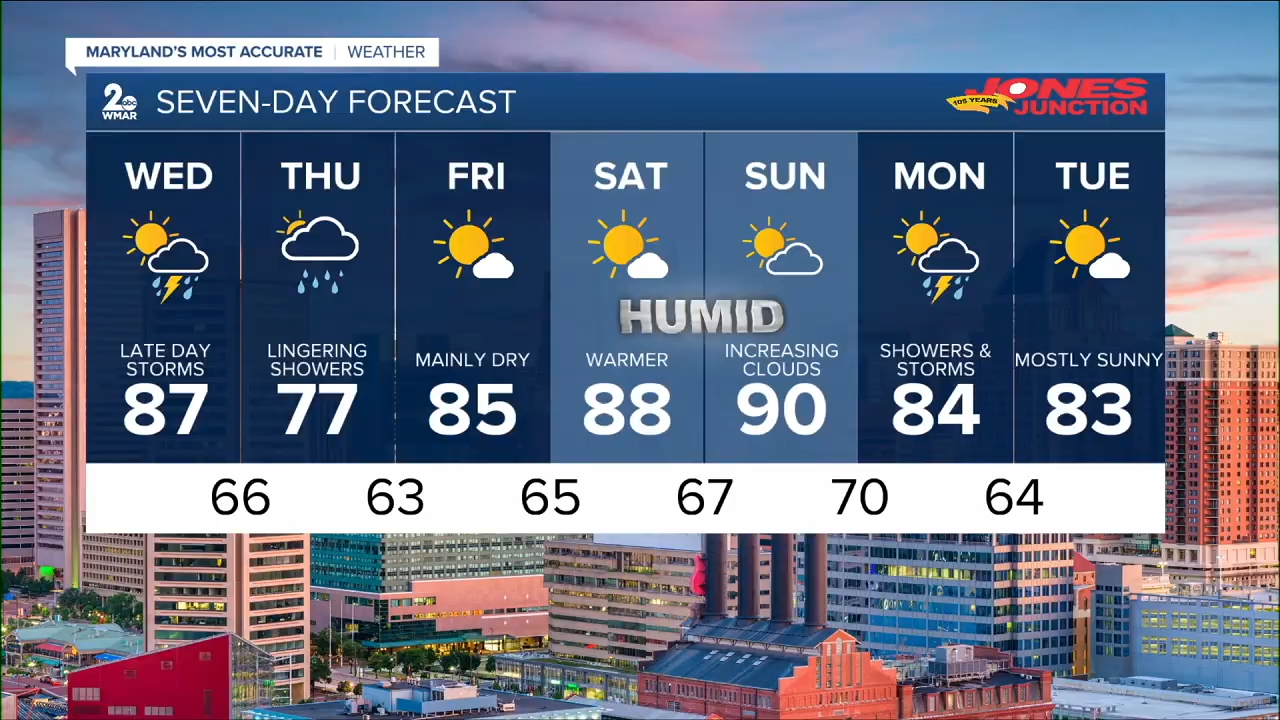 MARYLAND'S MOST ACCURATE | WEATHER
2 abc WMAR
SEVEN-DAY FORECAST
105 YEARS
JONES
JUNCTION
WED THU FRI SAT SUN MON TUE
HUMID
LATE DAY
STORMS
LINGERING
SHOWERS
MAINLY DRY
WARMER
INCREASING
CLOUDS
SHOWERS &
STORMS
MOSTLY SUNNY
87 77 85 88 90 84 83
66 63 65 67 70 64